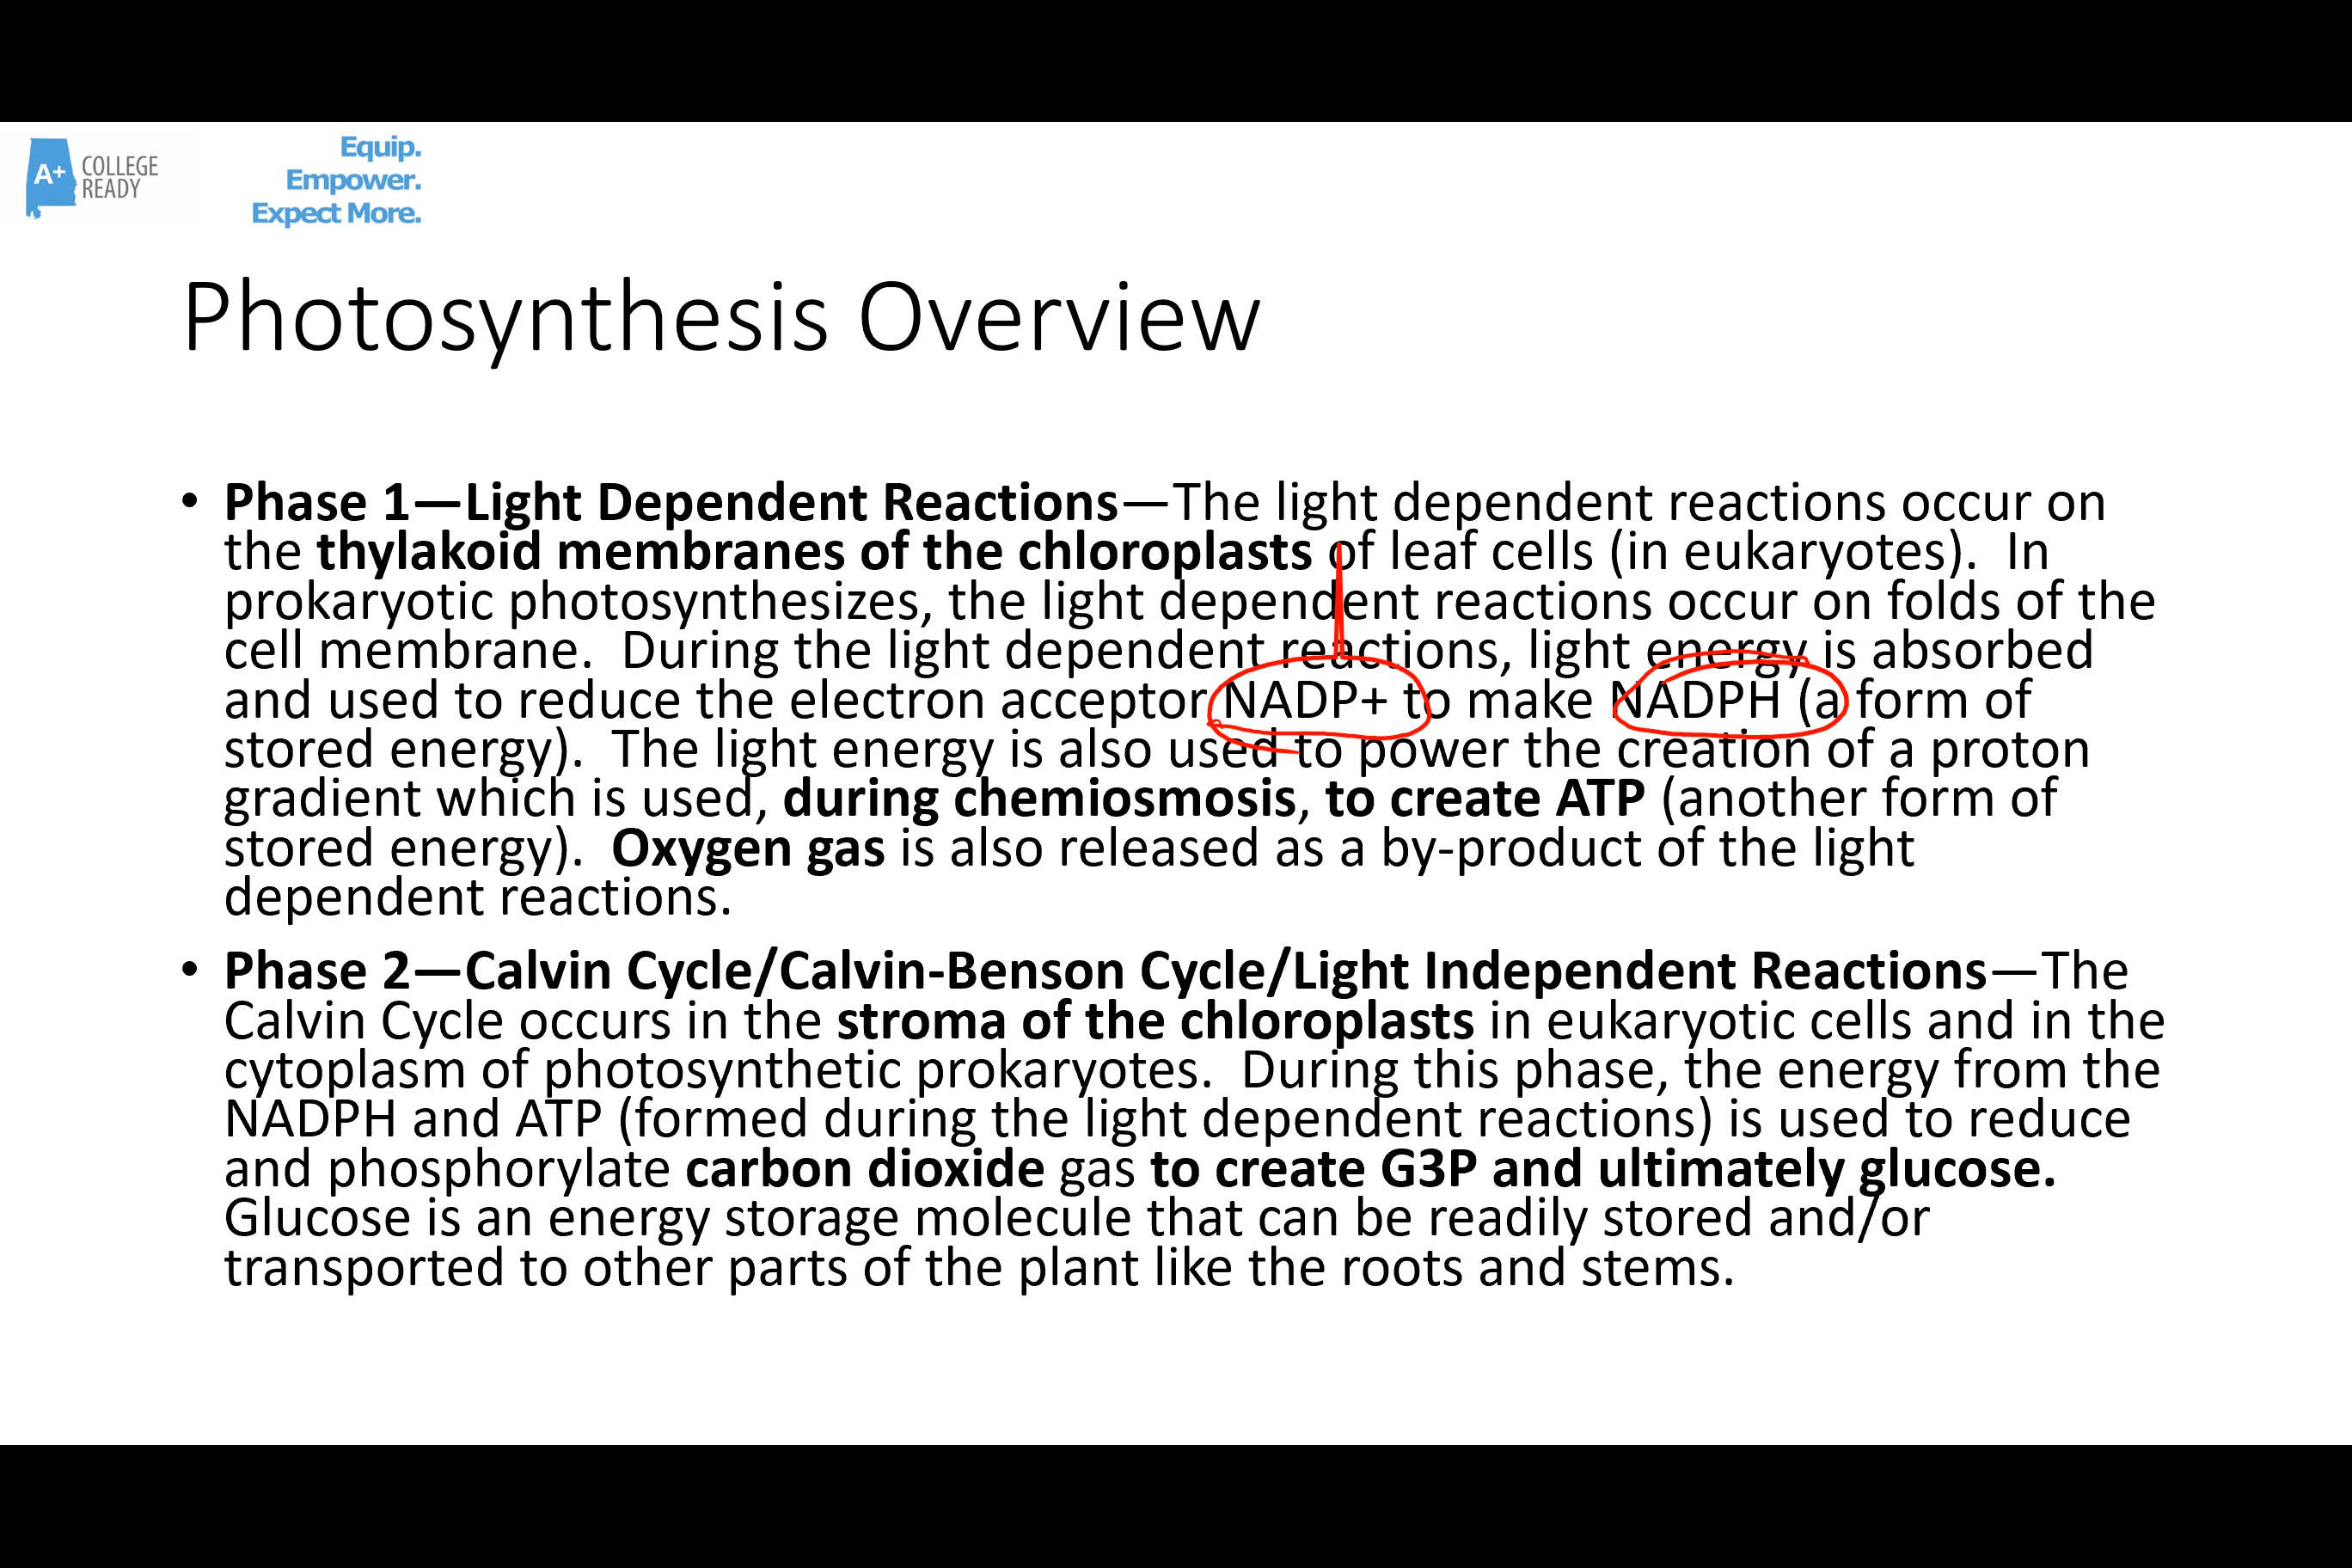 A+ COLLEGE
READY
Equip.
Empower.
Expect More.
Photosynthesis Overview
• Phase 1—Light Dependent Reactions—The light dependent reactions occur on
the thylakoid membranes of the chloroplasts of leaf cells (in eukaryotes). In
prokaryotic photosynthesizes, the light dependent reactions occur on folds of the
cell membrane. During the light dependent reactions, light energy is absorbed
and used to reduce the electron acceptor NADP+ to make NADPH (a form of
stored energy). The light energy is also used to power the creation of a proton
gradient which is used, during chemiosmosis, to create ATP (another form of
stored energy). Oxygen gas is also released as a by-product of the light
dependent reactions.
• Phase 2—Calvin Cycle/Calvin-Benson Cycle/Light Independent Reactions—The
Calvin Cycle occurs in the stroma of the chloroplasts in eukaryotic cells and in the
cytoplasm of photosynthetic prokaryotes. During this phase, the energy from the
NADPH and ATP (formed during the light dependent reactions) is used to reduce
and phosphorylate carbon dioxide gas to create G3P and ultimately glucose.
Glucose is an energy storage molecule that can be readily stored and/or
transported to other parts of the plant like the roots and stems.